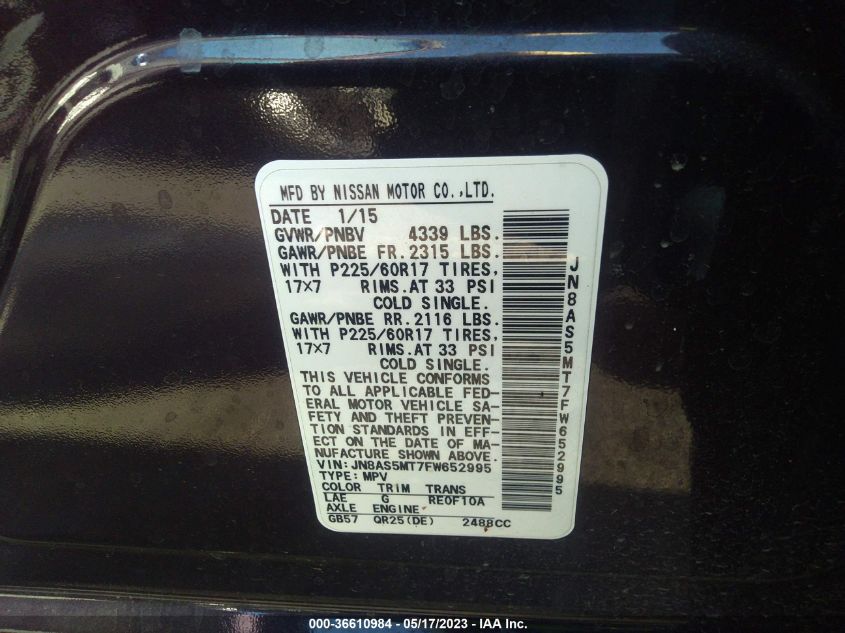 MFD BY NISSAN MOTOR CO.,LTD.
DATE 1/15
GVWR/PNBV 4339 LBS.
GAWR/PNBE FR.2315 LBS.
WITH P225/60R17 TIRES,
17×7 RIMS.AT 33 PSI
COLD SINGLE.
GAWR/PNBE RR.2116 LBS.
WITH P225/60R17 TIRES,
17×7 RIMS.AT 33 PSI
COLD SINGLE.
THIS VEHICLE CONFORMS
TO ALL APPLICABLE FED-
ERAL MOTOR VEHICLE SA-
FETY AND THEFT PREVEN-
TION STANDARDS IN EFF-
ECT ON THE DATE OF MA-
NUFACTURE SHOWN ABOVE.
VIN:JN8AS5MT7FW652995
TYPE:MPV
COLOR TRIM TRANS
LAE G RE0F10A
AXLE ENGINE
GB57 QR25(DE) 2488CC
JN8AS5MT7FW652995
000-36610984 - 05/17/2023 - IAA Inc.